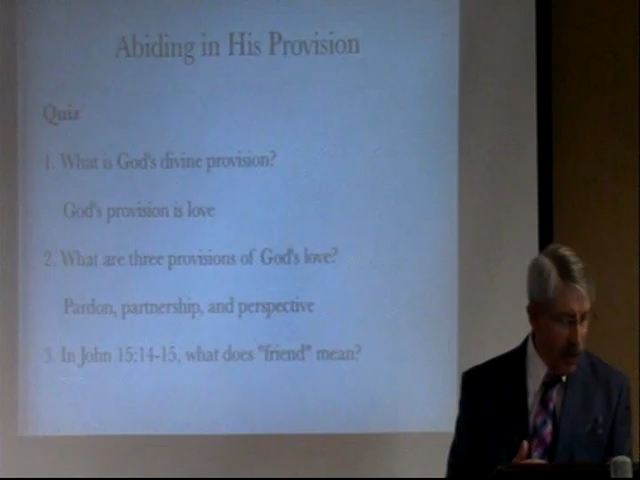 Abiding in His Provision
Quiz
1. What is God's divine provision?
God's provision is love
2. What are three provisions of God's love?
Pardon, partnership, and perspective
3. In John 15:14-15, what does "friend" mean?